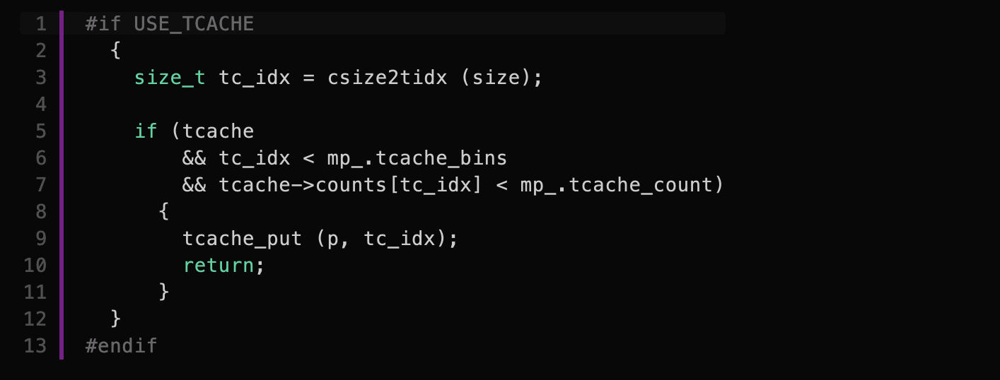 1 #if USE_TCACHE
2   {
3     size_t tc_idx = csize2tidx (size);
4
5     if (tcache
6         && tc_idx < mp_.tcache_bins
7         && tcache->counts[tc_idx] < mp_.tcache_count)
8       {
9         tcache_put (p, tc_idx);
10         return;
11       }
12   }
13 #endif